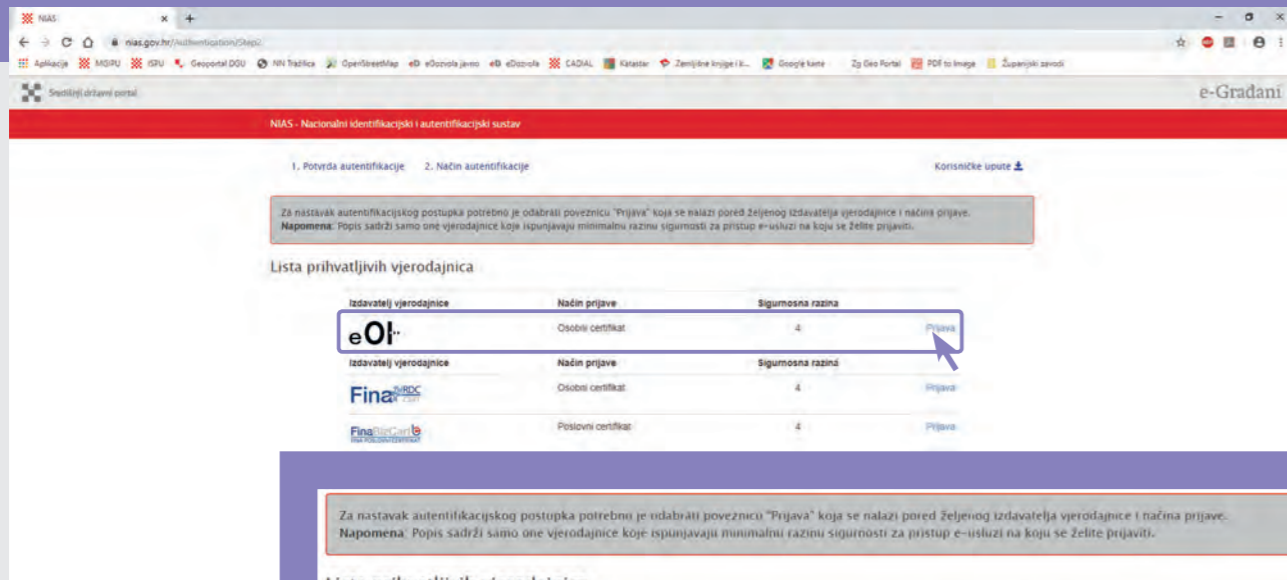 NIAS
nias.gov.hr/Authentication/Step2
Aplikacije MGIPU ISPU Geoportal DGU NN Tražilica OpenStreetMap eDozvola javno eDozvola CADIAL Katastar Zemljišne knjige i k... Google karte Zg Geo Portal PDF to Image Županijski zavodi
Središnji državni portal
e-Građani
NIAS - Nacionalni identifikacijski i autentifikacijski sustav
1. Potvrda autentifikacije 2. Način autentifikacije Korisničke upute
Za nastavak autentifikacijskog postupka potrebno je odabrati poveznicu "Prijava" koja se nalazi pored željenog izdavatelja vjerodajnice i načina prijave.
Napomena: Popis sadrži samo one vjerodajnice koje ispunjavaju minimalnu razinu sigurnosti za pristup e-usluzi na koju se želite prijaviti.
Lista prihvatljivih vjerodajnica
Izdavatelj vjerodajnice Način prijave Sigurnosna razina
eOI Osobni certifikat 4 Prijava
Izdavatelj vjerodajnice Način prijave Sigurnosna razina
Fina RDC Osobni certifikat 4 Prijava
FinaBizCert Poslovni certifikat 4 Prijava
FINA POSLOVNI CERTIFIKAT
Za nastavak autentifikacijskog postupka potrebno je odabrati poveznicu "Prijava" koja se nalazi pored željenog izdavatelja vjerodajnice i načina prijave.
Napomena: Popis sadrži samo one vjerodajnice koje ispunjavaju minimalnu razinu sigurnosti za pristup e-usluzi na koju se želite prijaviti.